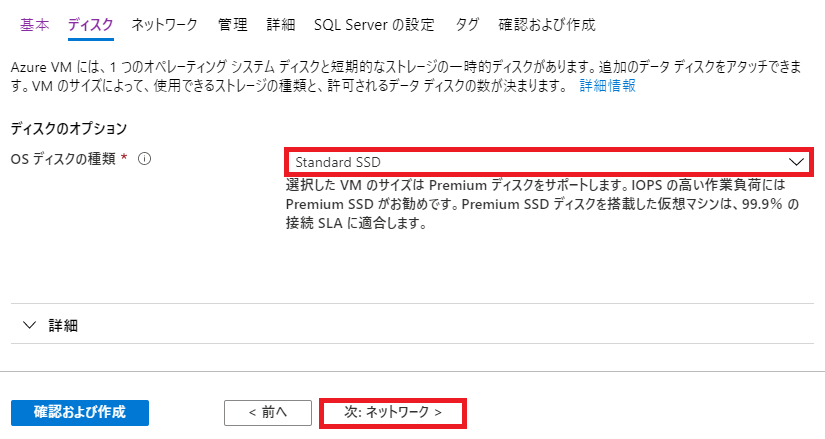 基本 ディスク ネットワーク 管理 詳細 SQL Server の設定 タグ 確認および作成
Azure VM には、1 つのオペレーティング システム ディスクと短期的なストレージの一時的ディスクがあります。追加のデータ ディスクをアタッチできま
す。VM のサイズによって、使用できるストレージの種類と、許可されるデータ ディスクの数が決まります。 詳細情報
ディスクのオプション
OS ディスクの種類 *
Standard SSD
選択した VM のサイズは Premium ディスクをサポートします。IOPS の高い作業負荷には
Premium SSD がお勧めです。Premium SSD ディスクを搭載した仮想マシンは、99.9% の
接続 SLA に適合します。
詳細
確認および作成 < 前へ 次: ネットワーク >